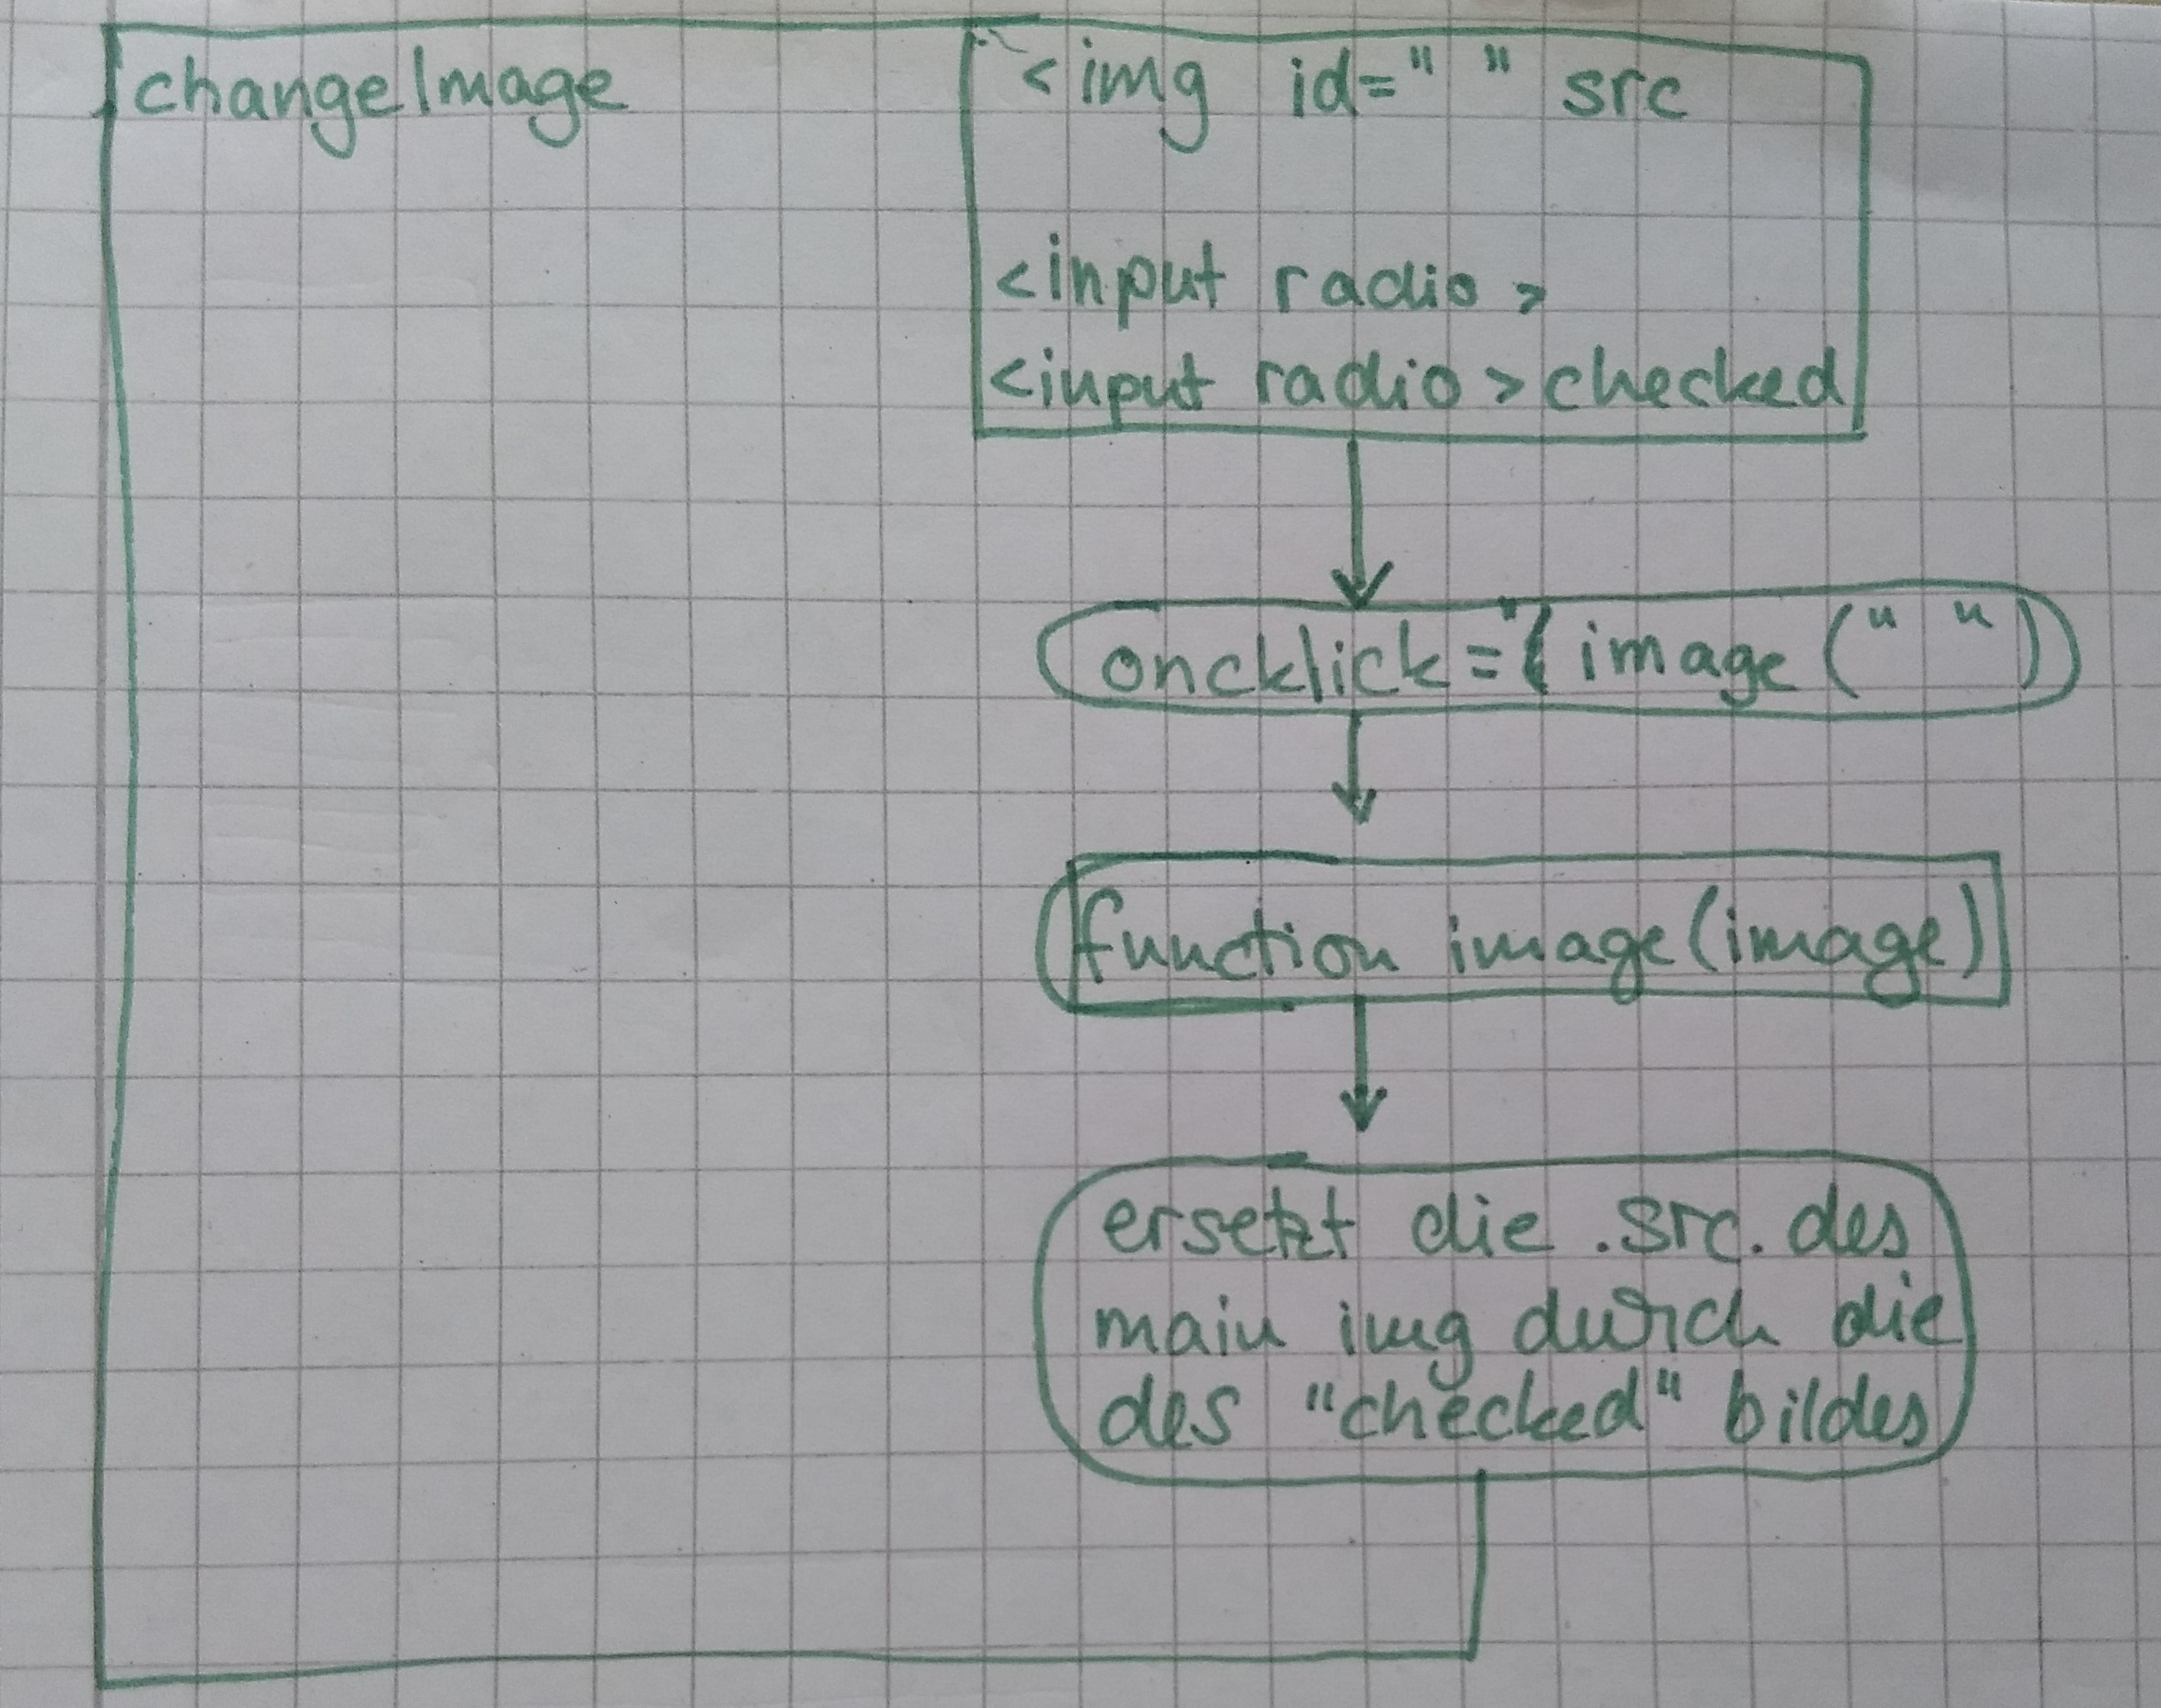 changeImage
<img id=" " src
<input radio >
<input radio > checked
oncklick="{ image (" ")
function image(image)
ersetzt die .src. des
main img durch die
des "checked" bildes